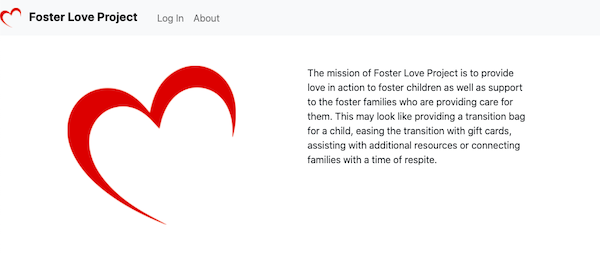 Foster Love Project Log In About
The mission of Foster Love Project is to provide
love in action to foster children as well as support
to the foster families who are providing care for
them. This may look like providing a transition bag
for a child, easing the transition with gift cards,
assisting with additional resources or connecting
families with a time of respite.